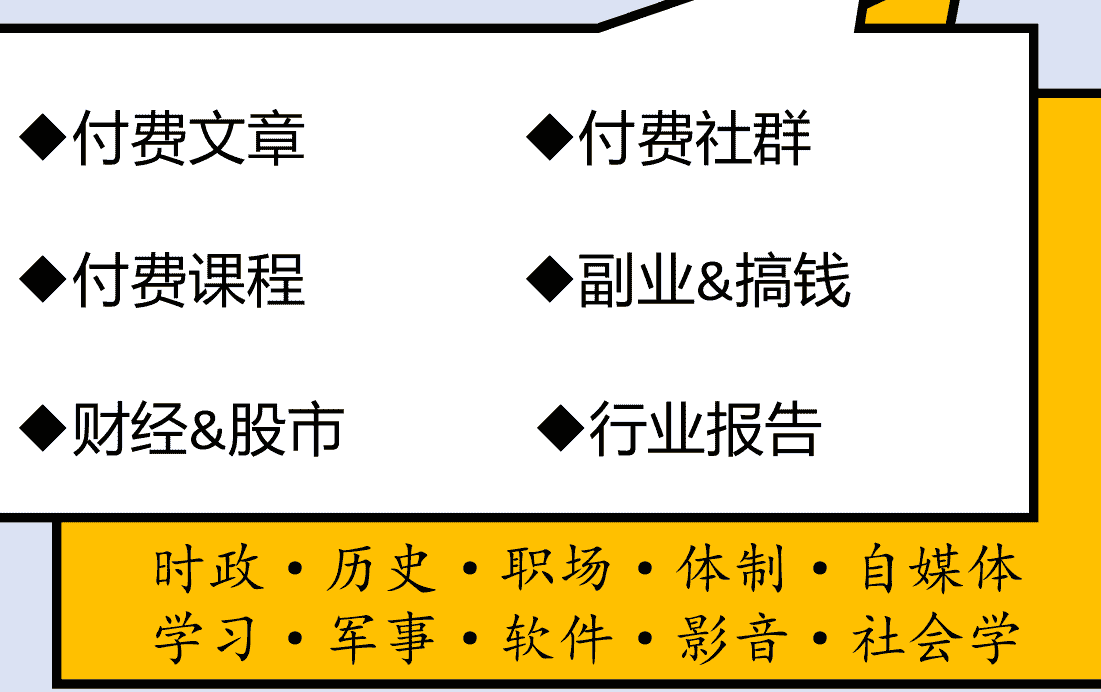 ◆付费文章 ◆付费社群
◆付费课程 ◆副业&搞钱
◆财经&股市 ◆行业报告
时政・历史・职场・体制・自媒体
学习・军事・软件・影音・社会学